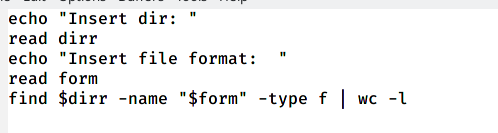 echo "Insert dir: "
read dirr
echo "Insert file format:  "
read form
find $dirr -name "$form" -type f | wc -l